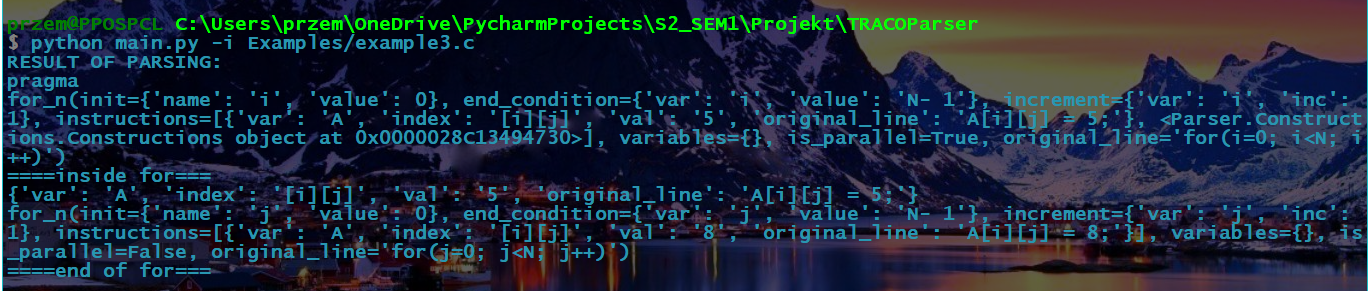 przem@PPOSPCL C:\Users\przem\OneDrive\PycharmProjects\S2_SEM1\Projekt\TRACOParser
$ python main.py -i Examples/example3.c
RESULT OF PARSING:
pragma
for_n(init={'name': 'i', 'value': 0}, end_condition={'var': 'i', 'value': 'N- 1'}, increment={'var': 'i', 'inc':
1}, instructions=[{'var': 'A', 'index': '[i][j]', 'val': '5', 'original_line': 'A[i][j] = 5;'}, <Parser.Construct
ions.Constructions object at 0x0000028C13494730>], variables={}, is_parallel=True, original_line='for(i=0; i<N; i
++)')
====inside for===
{'var': 'A', 'index': '[i][j]', 'val': '5', 'original_line': 'A[i][j] = 5;'}
for_n(init={'name': 'j', 'value': 0}, end_condition={'var': 'j', 'value': 'N- 1'}, increment={'var': 'j', 'inc':
1}, instructions=[{'var': 'A', 'index': '[i][j]', 'val': '8', 'original_line': 'A[i][j] = 8;'}], variables={}, is
_parallel=False, original_line='for(j=0; j<N; j++)')
====end of for===